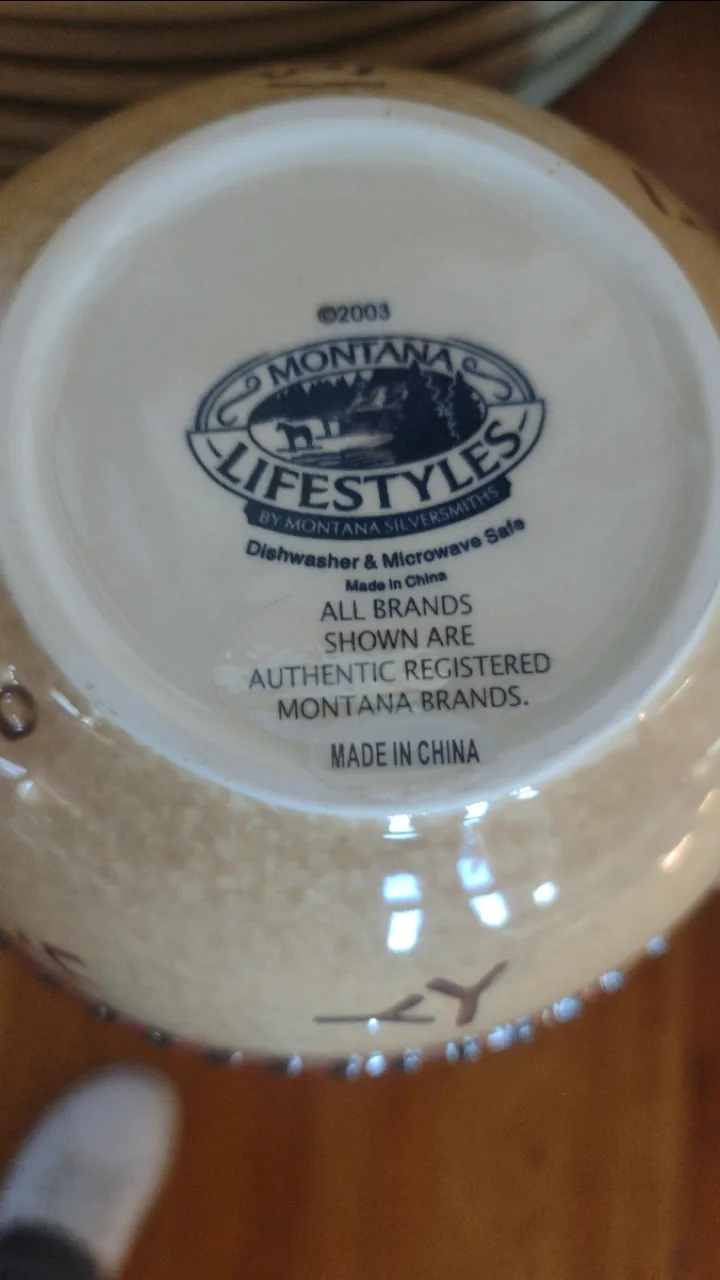 ©2003
MONTANA
LIFESTYLES
BY MONTANA SILVERSMITHS
Dishwasher & Microwave Safe
Made in China
ALL BRANDS
SHOWN ARE
AUTHENTIC REGISTERED
MONTANA BRANDS.
MADE IN CHINA